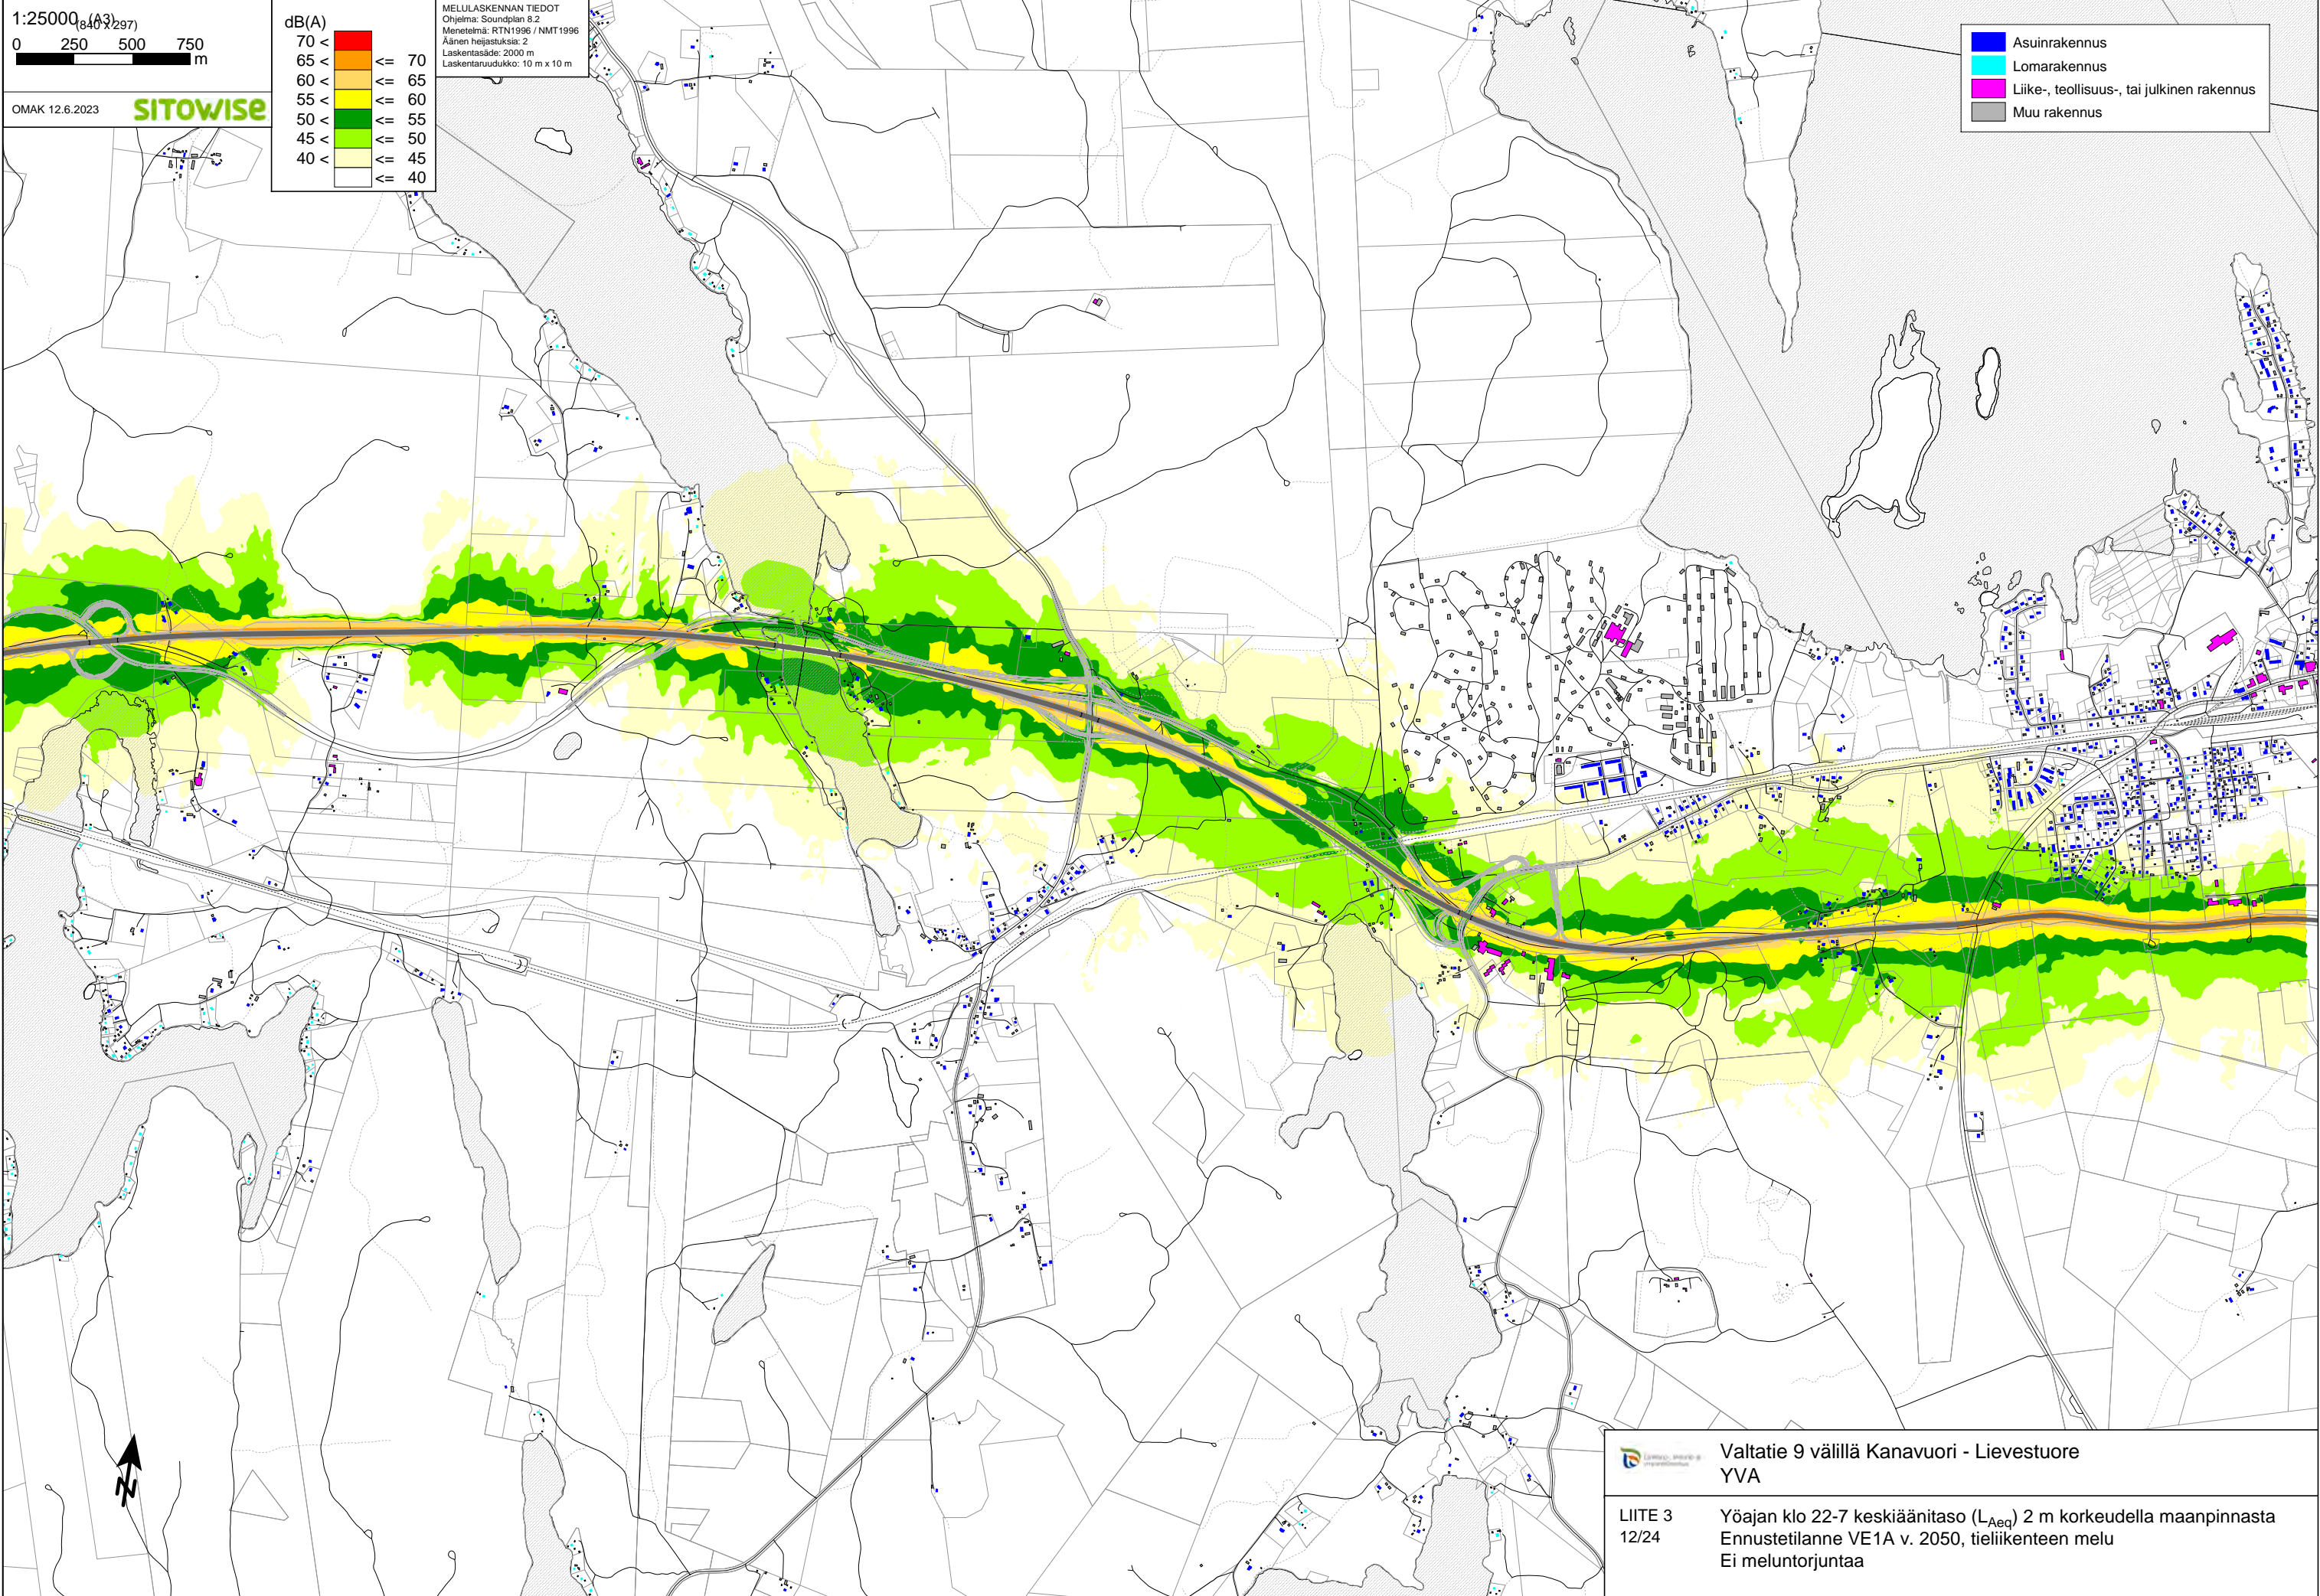 1:25000 (A3)
(840 x 297)
0 250 500 750
m
OMAK 12.6.2023
SITOWISE
dB(A)
70 <
65 < <= 70
60 < <= 65
55 < <= 60
50 < <= 55
45 < <= 50
40 < <= 45
<= 40
MELULASKENNAN TIEDOT
Ohjelma: Soundplan 8.2
Menetelmä: RTN1996 / NMT1996
Äänen heijastuksia: 2
Laskentasäde: 2000 m
Laskentaruudukko: 10 m x 10 m
Asuinrakennus
Lomarakennus
Liike-, teollisuus-, tai julkinen rakennus
Muu rakennus
N
Valtatie 9 välillä Kanavuori - Lievestuore
YVA
LIITE 3
12/24
Yöajan klo 22-7 keskiäänitaso (LAeq) 2 m korkeudella maanpinnasta
Ennustetilanne VE1A v. 2050, tieliikenteen melu
Ei meluntorjuntaa